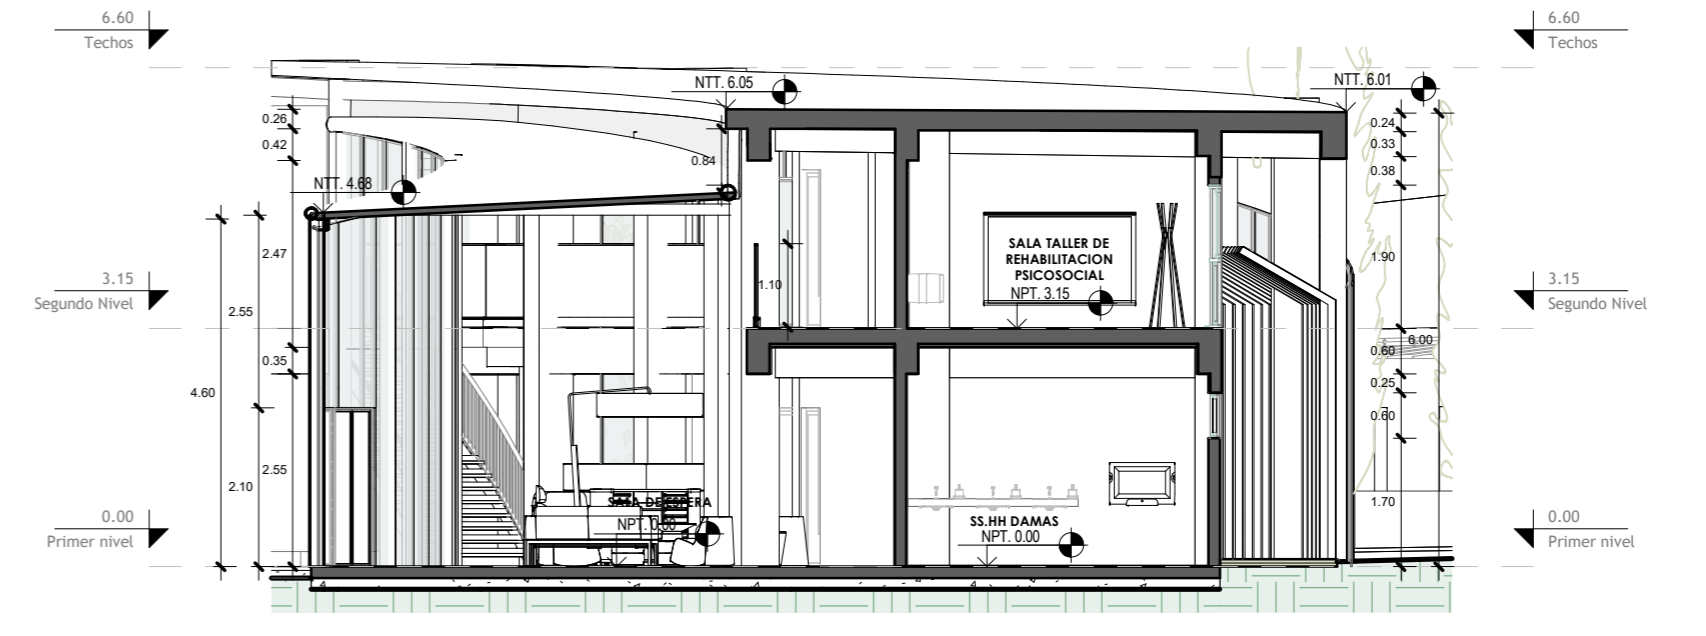 6.60
Techos
6.60
Techos
NTT. 6.05
NTT. 6.01
0.26
0.42
0.84
0.24
0.33
0.38
NTT. 4.68
2.47
SALA TALLER DE
REHABILITACION
PSICOSOCIAL
NPT. 3.15
1.10
1.90
3.15
Segundo Nivel
3.15
Segundo Nivel
2.55
0.35
4.60
6.00
0.60
0.25
0.60
2.55
2.10
SALA DE ESPERA
NPT. 0.00
SS.HH DAMAS
NPT. 0.00
1.70
0.00
Primer nivel
0.00
Primer nivel